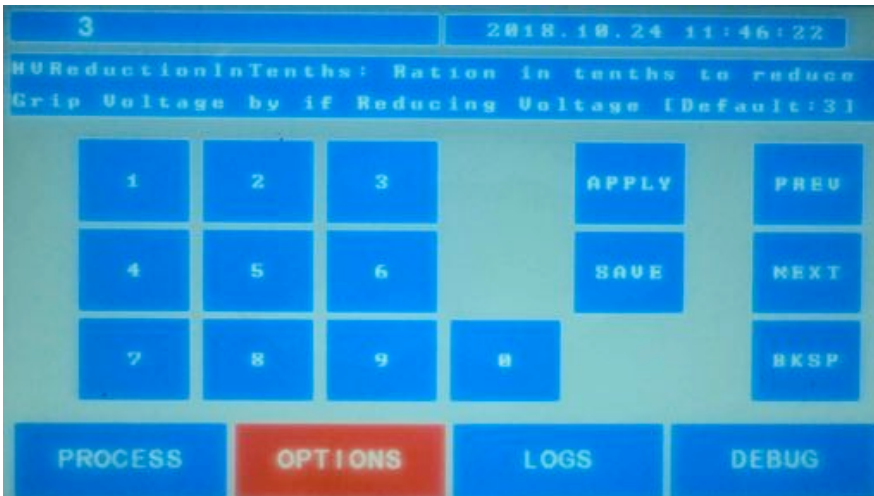 3 2018.10.24 11:46:22
HVReductionInTenths: Ration in tenths to reduce
Grip Voltage by if Reducing Voltage [Default:3]
1 2 3 APPLY PREV
4 5 6 SAVE NEXT
7 8 9 0 BKSP
PROCESS OPTIONS LOGS DEBUG